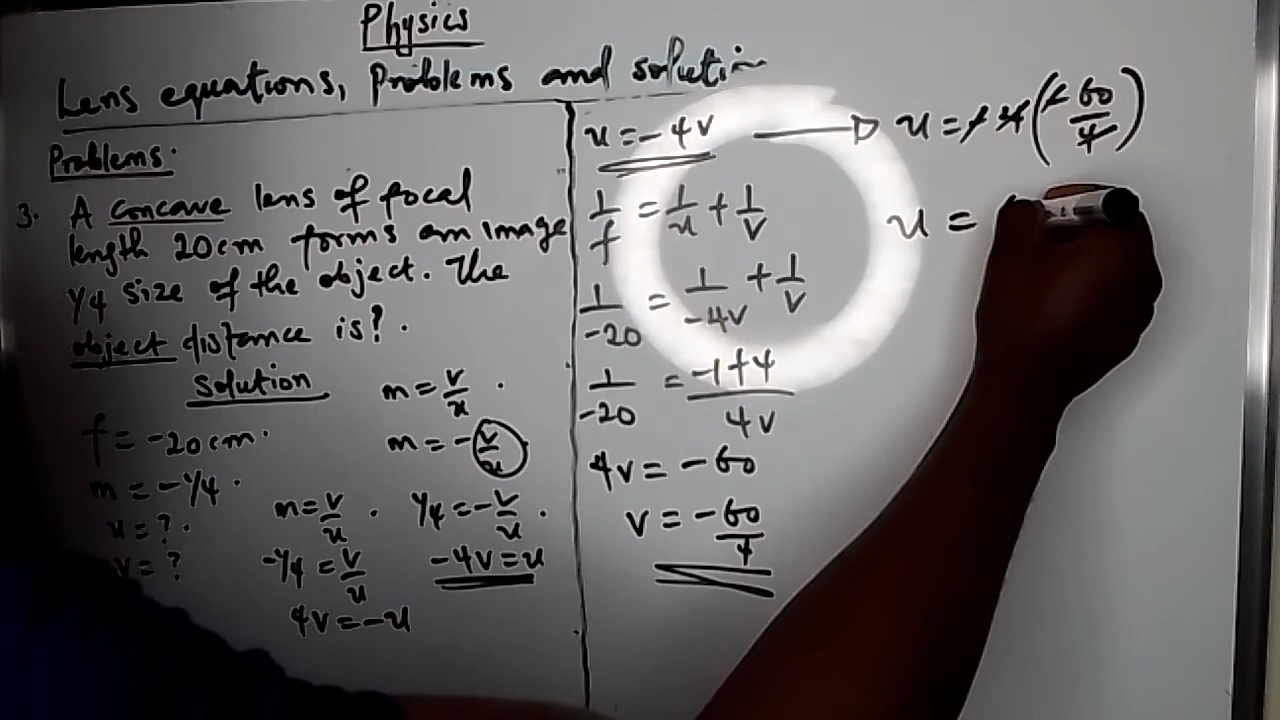 Physics
Lens equations, Problems and solution
Problems.
3. A concave lens of focal
length 20cm forms an image
1/4 size of the object. The
object distance is?.
Solution
f = -20cm.
m = -1/4.
u = ?.
v = ?
m = v/u .
m = -v/u
m = v/u .
-1/4 = v/u
4v = -u
1/4 = -v/u .
-4v = u
u = -4v
1/f = 1/u + 1/v
1/-20 = 1/-4v + 1/v
1/-20 = -1+4/4v
4v = -60
v = -60/4
u = -4(-60/4)
u =